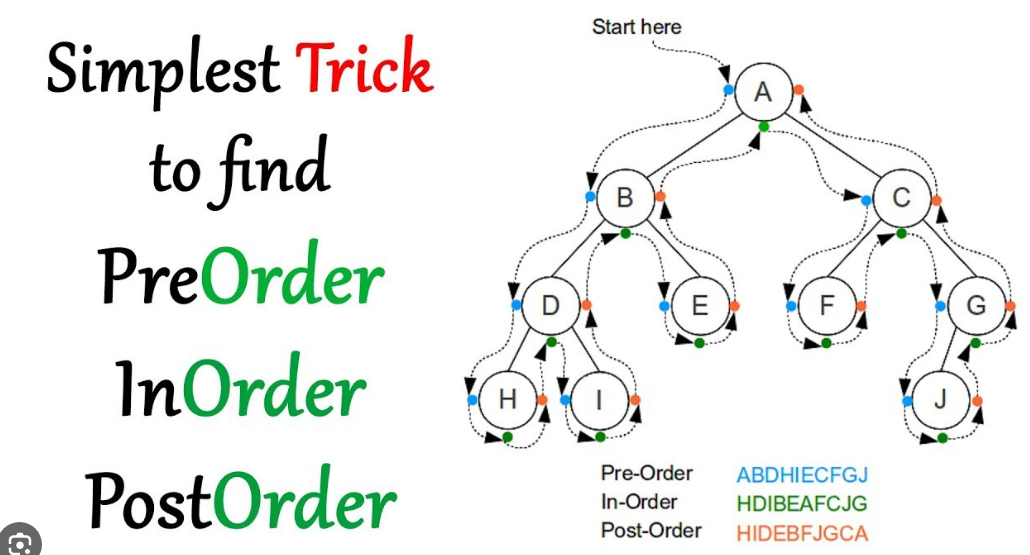 Simplest Trick
to find
PreOrder
InOrder
PostOrder
Start here
A
B
C
D
E
F
G
H
I
J
Pre-Order ABDHIECFGJ
In-Order HDIBEAFCJG
Post-Order HIDEBFJGCA